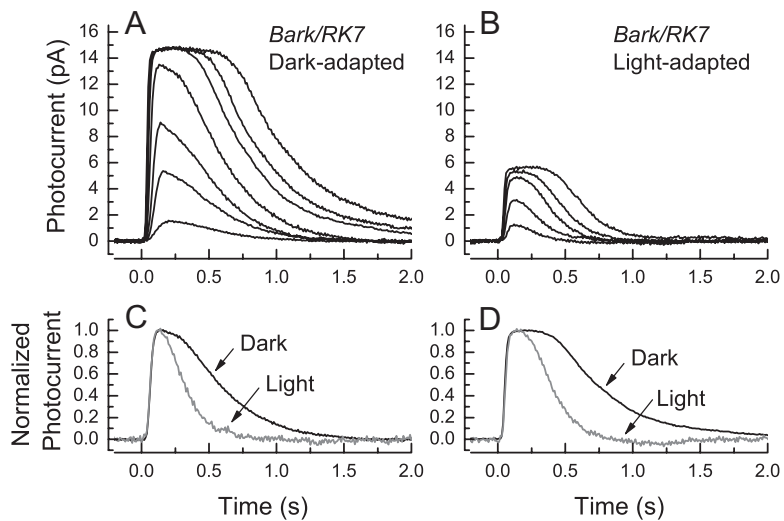 A
Bark/RK7
Dark-adapted
Photocurrent (pA)
16
14
12
10
8
6
4
2
0
0.0 0.5 1.0 1.5 2.0
B
Bark/RK7
Light-adapted
16
14
12
10
8
6
4
2
0
0.0 0.5 1.0 1.5 2.0
C
Normalized
Photocurrent
1.0
0.8
0.6
0.4
0.2
0.0
Dark
Light
0.0 0.5 1.0 1.5 2.0
Time (s)
D
1.0
0.8
0.6
0.4
0.2
0.0
Dark
Light
0.0 0.5 1.0 1.5 2.0
Time (s)